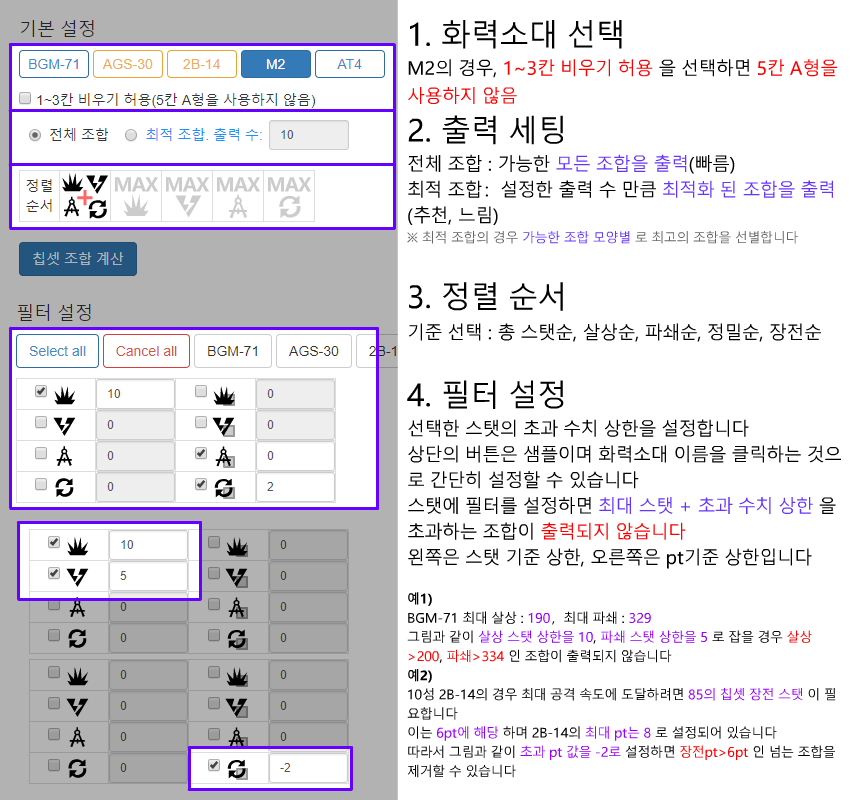 기본 설정
BGM-71 AGS-30 2B-14 M2 AT4
1~3칸 비우기 허용(5칸 A형을 사용하지 않음)
전체 조합 최적 조합. 출력 수: 10
정렬
순서
MAX MAX MAX MAX
칩셋 조합 계산
필터 설정
Select all Cancel all BGM-71 AGS-30 2B-1
10 0
0 0
0 0
0 2
10 0
5 0
0 0
0 0
0 0
0 0
0 0
0 -2
1. 화력소대 선택
M2의 경우, 1~3칸 비우기 허용 을 선택하면 5칸 A형을
사용하지 않음
2. 출력 세팅
전체 조합 : 가능한 모든 조합을 출력(빠름)
최적 조합: 설정한 출력 수 만큼 최적화 된 조합을 출력
(추천, 느림)
※ 최적 조합의 경우 가능한 조합 모양별 로 최고의 조합을 선별합니다
3. 정렬 순서
기준 선택 : 총 스탯순, 살상순, 파쇄순, 정밀순, 장전순
4. 필터 설정
선택한 스탯의 초과 수치 상한을 설정합니다
상단의 버튼은 샘플이며 화력소대 이름을 클릭하는 것으
로 간단히 설정할 수 있습니다
스탯에 필터를 설정하면 최대 스탯 + 초과 수치 상한 을
초과하는 조합이 출력되지 않습니다
왼쪽은 스탯 기준 상한, 오른쪽은 pt기준 상한입니다
예1)
BGM-71 최대 살상 : 190, 최대 파쇄 : 329
그림과 같이 살상 스탯 상한을 10, 파쇄 스탯 상한을 5 로 잡을 경우 살상
>200, 파쇄>334 인 조합이 출력되지 않습니다
예2)
10성 2B-14의 경우 최대 공격 속도에 도달하려면 85의 칩셋 장전 스탯 이 필
요합니다
이는 6pt에 해당 하며 2B-14의 최대 pt는 8 로 설정되어 있습니다
따라서 그림과 같이 초과 pt 값을 -2로 설정하면 장전pt>6pt 인 넘는 조합을
제거할 수 있습니다